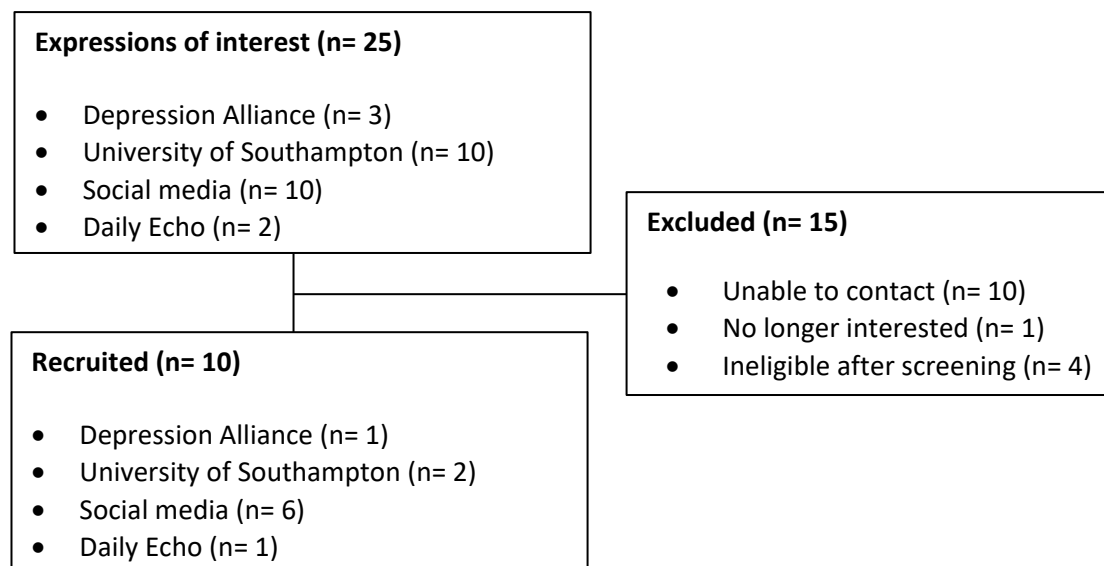 Expressions of interest (n= 25)
• Depression Alliance (n= 3)
• University of Southampton (n= 10)
• Social media (n= 10)
• Daily Echo (n= 2)
Excluded (n= 15)
• Unable to contact (n= 10)
• No longer interested (n= 1)
• Ineligible after screening (n= 4)
Recruited (n= 10)
• Depression Alliance (n= 1)
• University of Southampton (n= 2)
• Social media (n= 6)
• Daily Echo (n= 1)